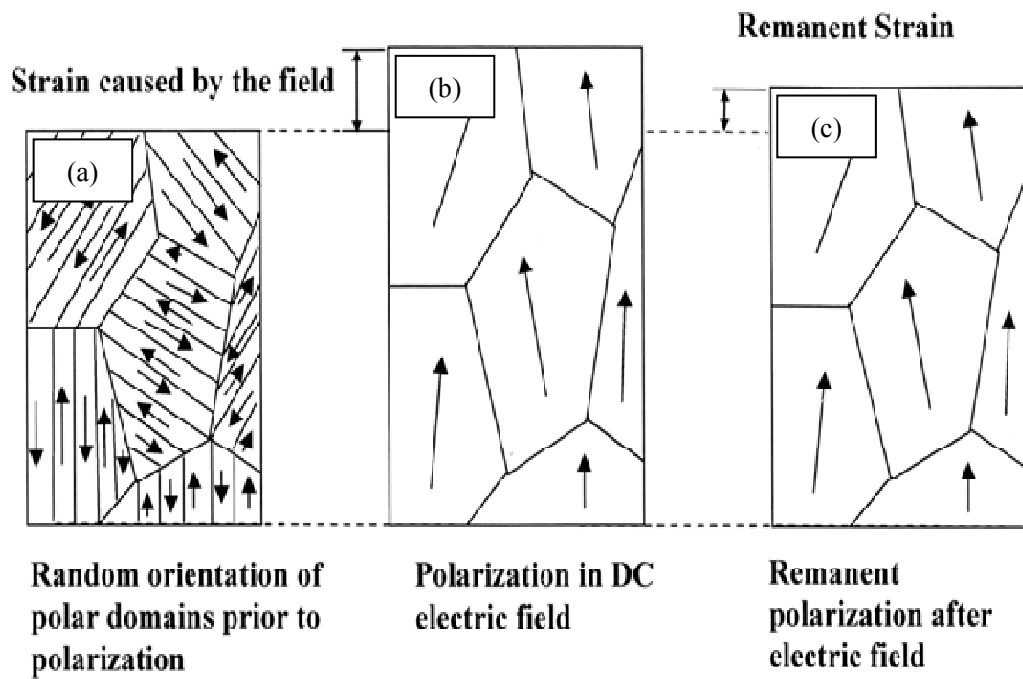 Remanent Strain
Strain caused by the field
(a)
(b)
(c)
Random orientation of
polar domains prior to
polarization
Polarization in DC
electric field
Remanent
polarization after
electric field